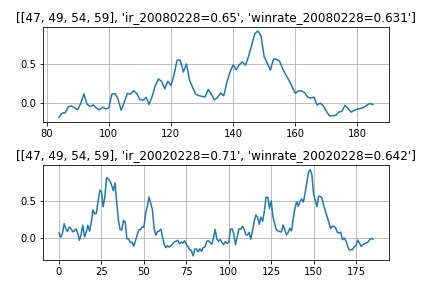 [[47, 49, 54, 59], 'ir_20080228=0.65', 'winrate_20080228=0.631']
0.5
0.0
80 100 120 140 160 180
[[47, 49, 54, 59], 'ir_20020228=0.71', 'winrate_20020228=0.642']
0.5
0.0
0 25 50 75 100 125 150 175